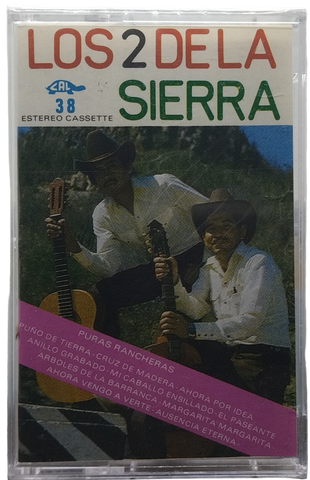 LOS 2 DE LA
SIERRA
CAL
38
ESTEREO CASSETTE
PURAS RANCHERAS
PUÑO DE TIERRA-CRUZ DE MADERA-AHORA POR IDEA
ANILLO GRABADO-MI CABALLO ENSILLADO-EL PASEANTE
ARBOLES DE LA BARRANCA-MARGARITA MARGARITA
AHORA VENGO A VERTE-AUSENCIA ETERNA